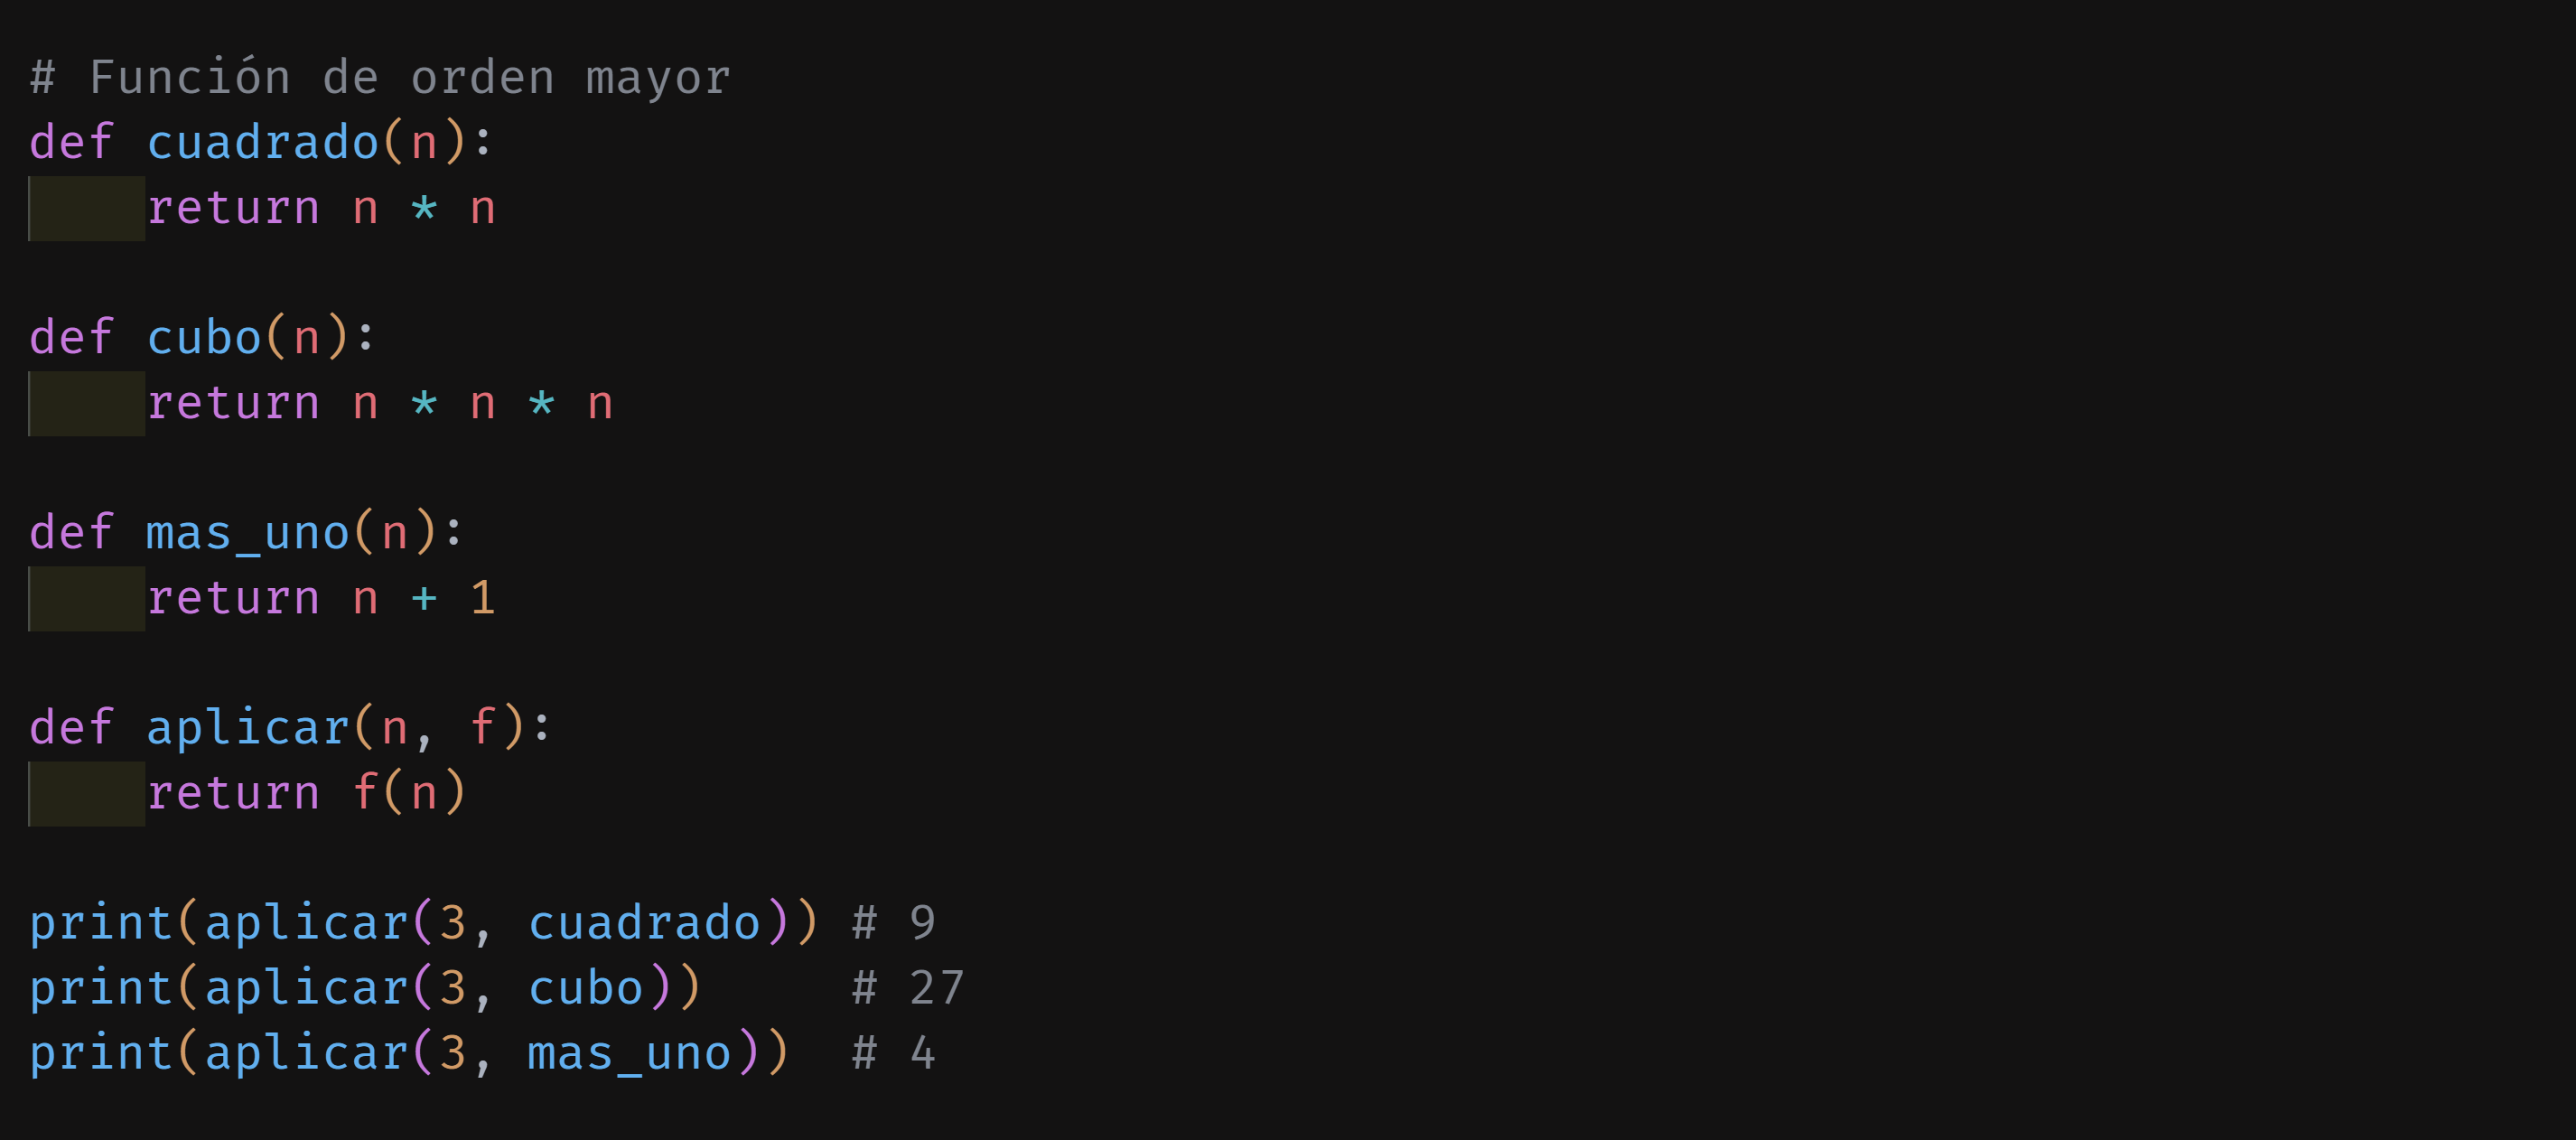 # Función de orden mayor
def cuadrado(n):
    return n * n
def cubo(n):
    return n * n * n
def mas_uno(n):
    return n + 1
def aplicar(n, f):
    return f(n)
print(aplicar(3, cuadrado)) # 9
print(aplicar(3, cubo))     # 27
print(aplicar(3, mas_uno))  # 4